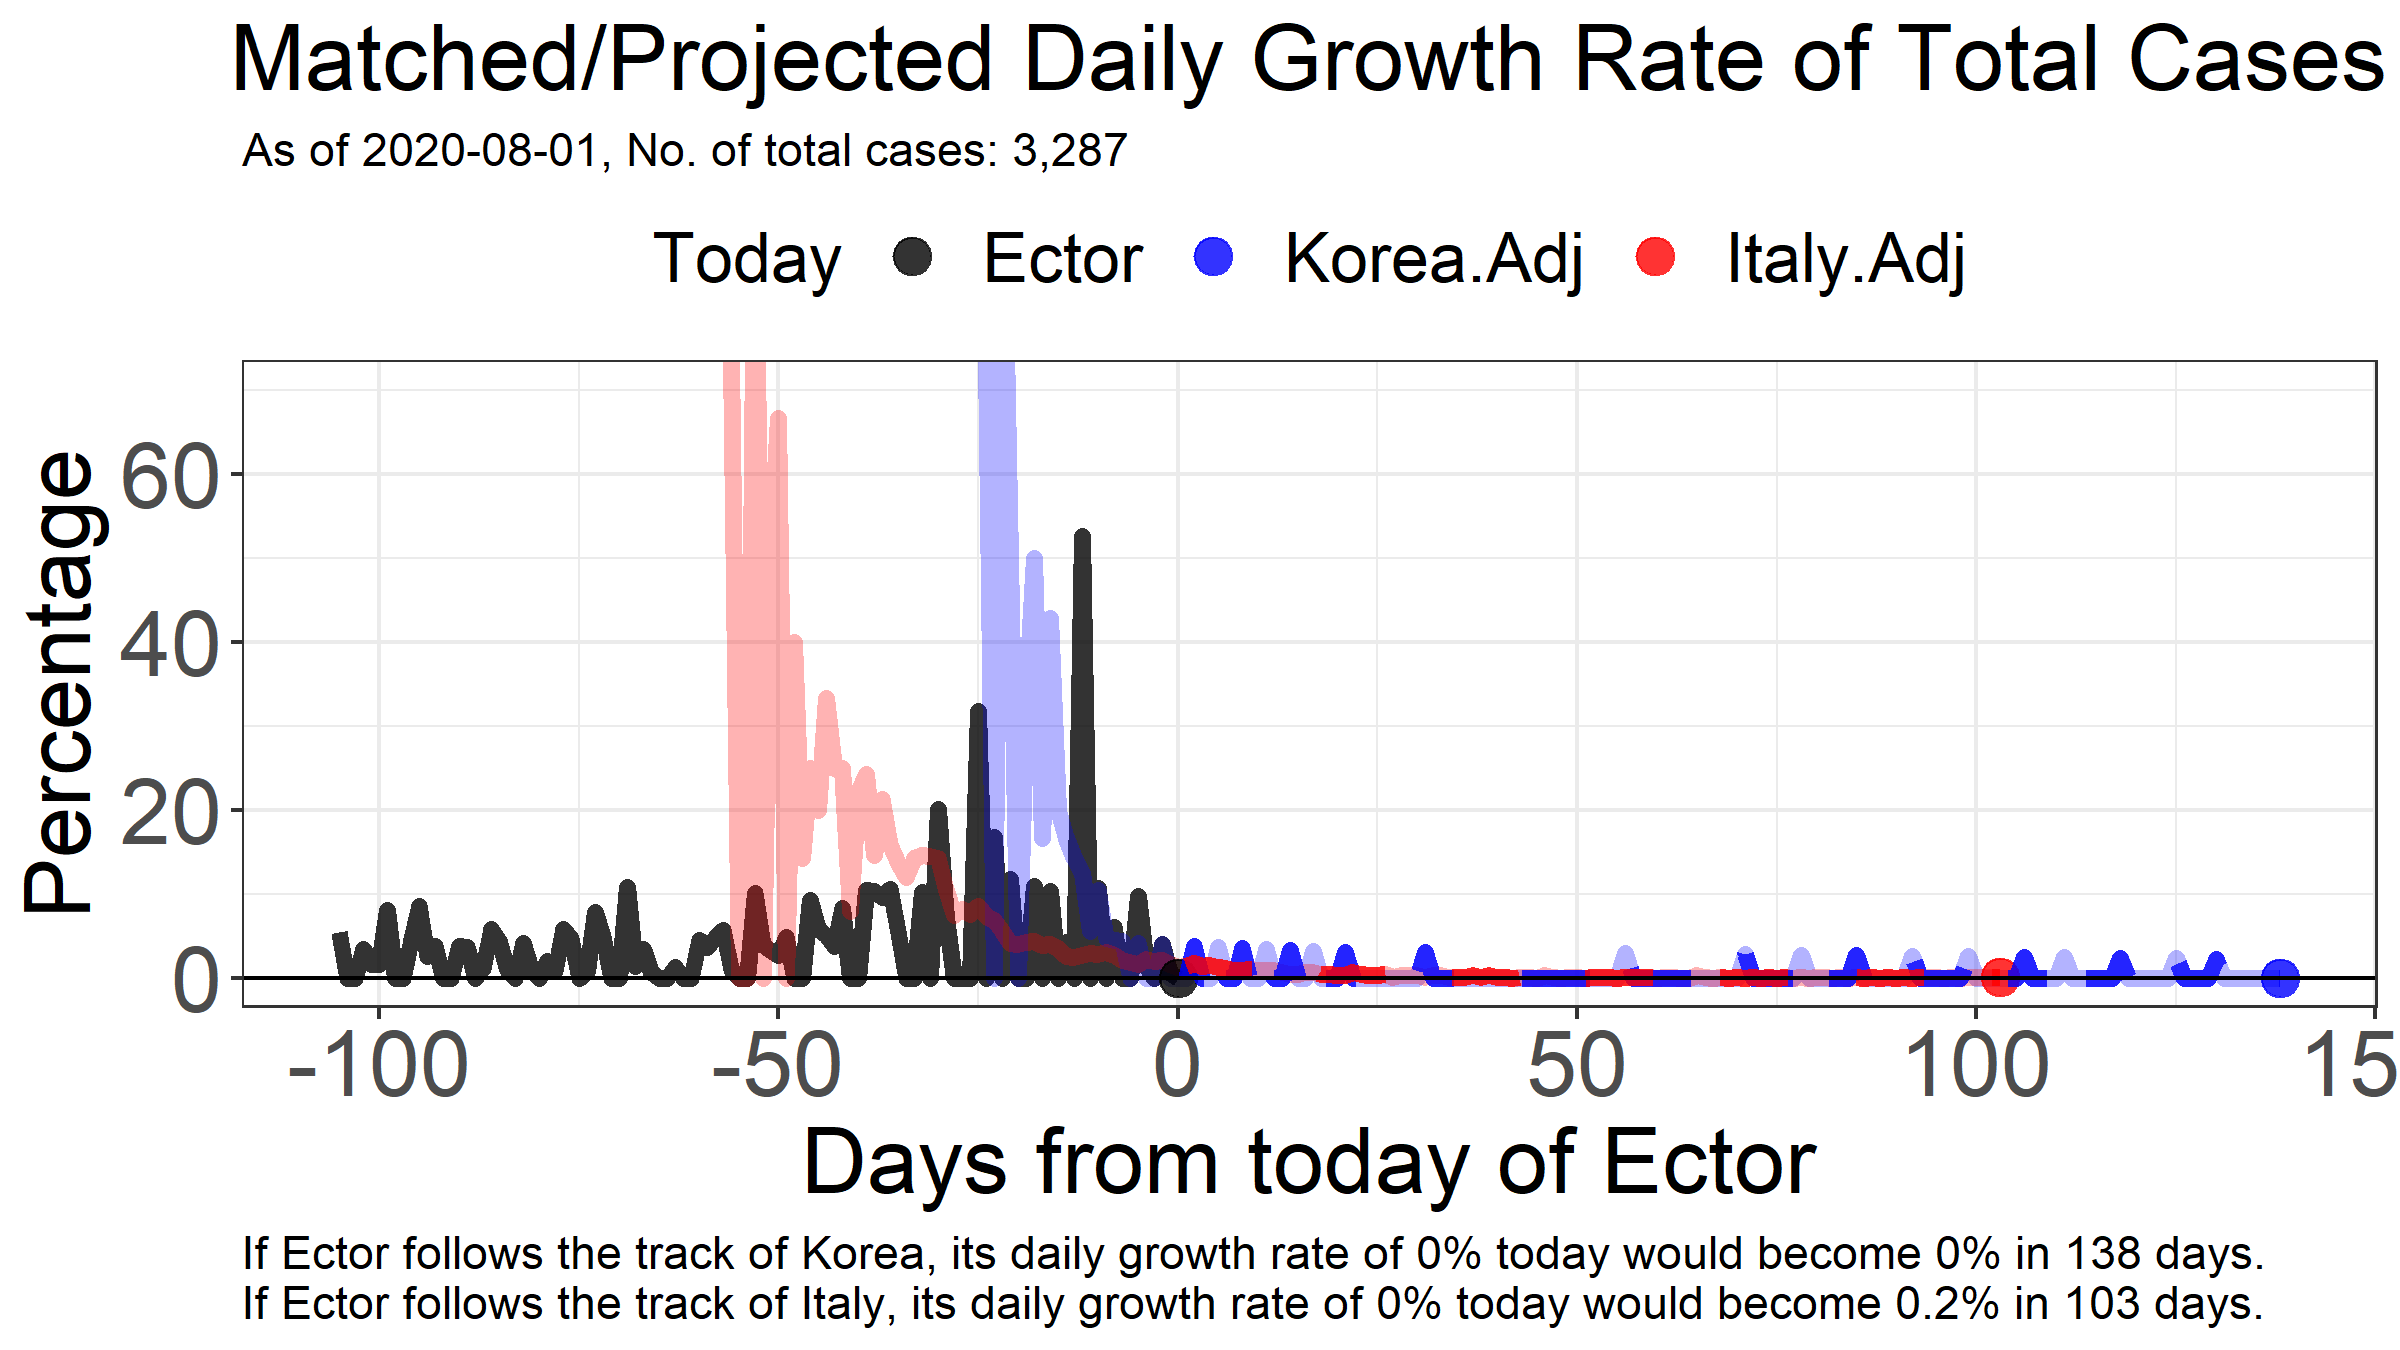 Matched/Projected Daily Growth Rate of Total Cases
As of 2020-08-01, No. of total cases: 3,287
Today Ector Korea.Adj Italy.Adj
Percentage
60
40
20
0
-100 -50 0 50 100 15
Days from today of Ector
If Ector follows the track of Korea, its daily growth rate of 0% today would become 0% in 138 days.
If Ector follows the track of Italy, its daily growth rate of 0% today would become 0.2% in 103 days.